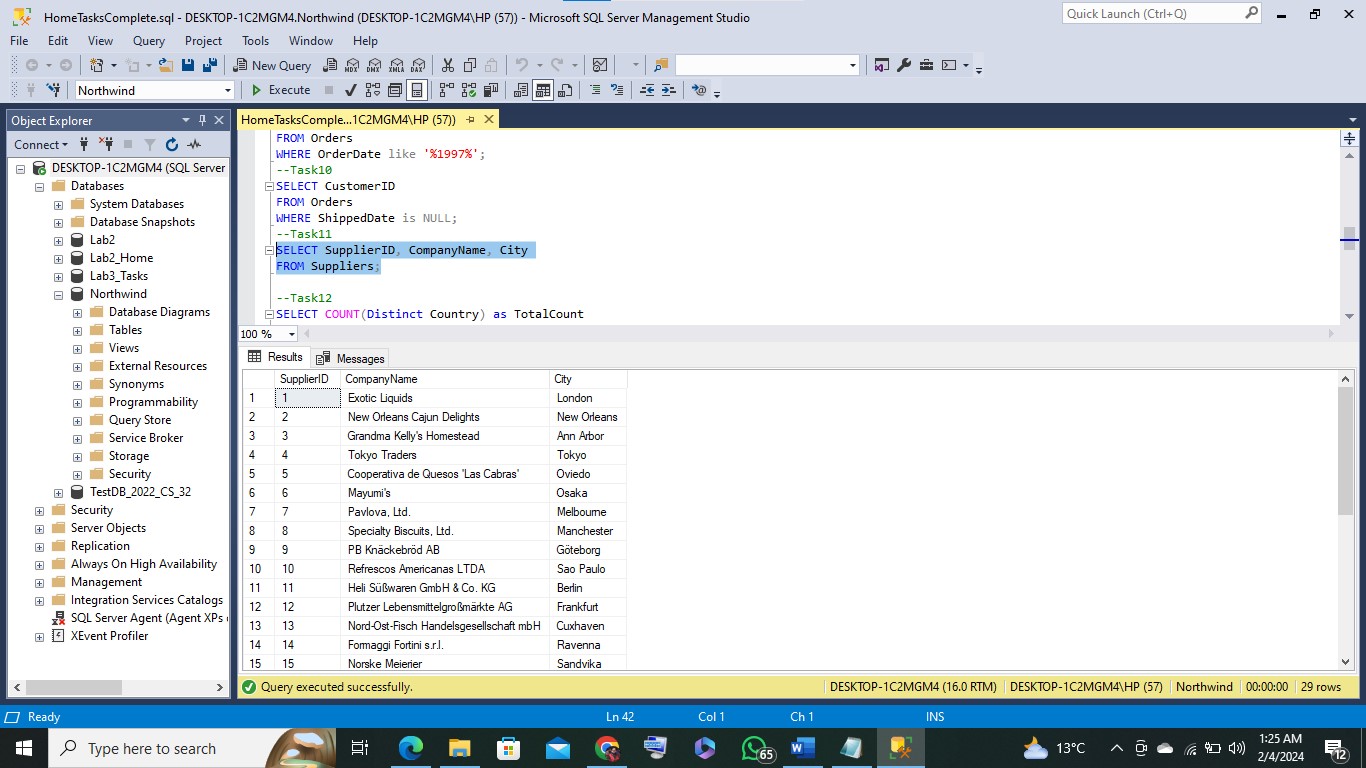 HomeTasksComplete.sql - DESKTOP-1C2MGM4.Northwind (DESKTOP-1C2MGM4\HP (57)) - Microsoft SQL Server Management Studio
Quick Launch (Ctrl+Q)
File Edit View Query Project Tools Window Help
New Query MDX DMX XMLA DAX
Northwind Execute
Object Explorer
Connect
DESKTOP-1C2MGM4 (SQL Server
Databases
System Databases
Database Snapshots
Lab2
Lab2_Home
Lab3_Tasks
Northwind
Database Diagrams
Tables
Views
External Resources
Synonyms
Programmability
Query Store
Service Broker
Storage
Security
TestDB_2022_CS_32
Security
Server Objects
Replication
Always On High Availability
Management
Integration Services Catalogs
SQL Server Agent (Agent XPs
XEvent Profiler
HomeTasksComple...1C2MGM4\HP (57))
FROM Orders
WHERE OrderDate like '%1997%';
--Task10
SELECT CustomerID
FROM Orders
WHERE ShippedDate is NULL;
--Task11
SELECT SupplierID, CompanyName, City
FROM Suppliers;
--Task12
SELECT COUNT(Distinct Country) as TotalCount
100 %
Results Messages
SupplierID CompanyName City
1 1 Exotic Liquids London
2 2 New Orleans Cajun Delights New Orleans
3 3 Grandma Kelly's Homestead Ann Arbor
4 4 Tokyo Traders Tokyo
5 5 Cooperativa de Quesos 'Las Cabras' Oviedo
6 6 Mayumi's Osaka
7 7 Pavlova, Ltd. Melbourne
8 8 Specialty Biscuits, Ltd. Manchester
9 9 PB Knäckebröd AB Göteborg
10 10 Refrescos Americanas LTDA Sao Paulo
11 11 Heli Süßwaren GmbH & Co. KG Berlin
12 12 Plutzer Lebensmittelgroßmärkte AG Frankfurt
13 13 Nord-Ost-Fisch Handelsgesellschaft mbH Cuxhaven
14 14 Formaggi Fortini s.r.l. Ravenna
15 15 Norske Meierier Sandvika
Query executed successfully. DESKTOP-1C2MGM4 (16.0 RTM) DESKTOP-1C2MGM4\HP (57) Northwind 00:00:00 29 rows
Ready Ln 42 Col 1 Ch 1 INS
Type here to search 65 13°C 1:25 AM
2/4/2024 12